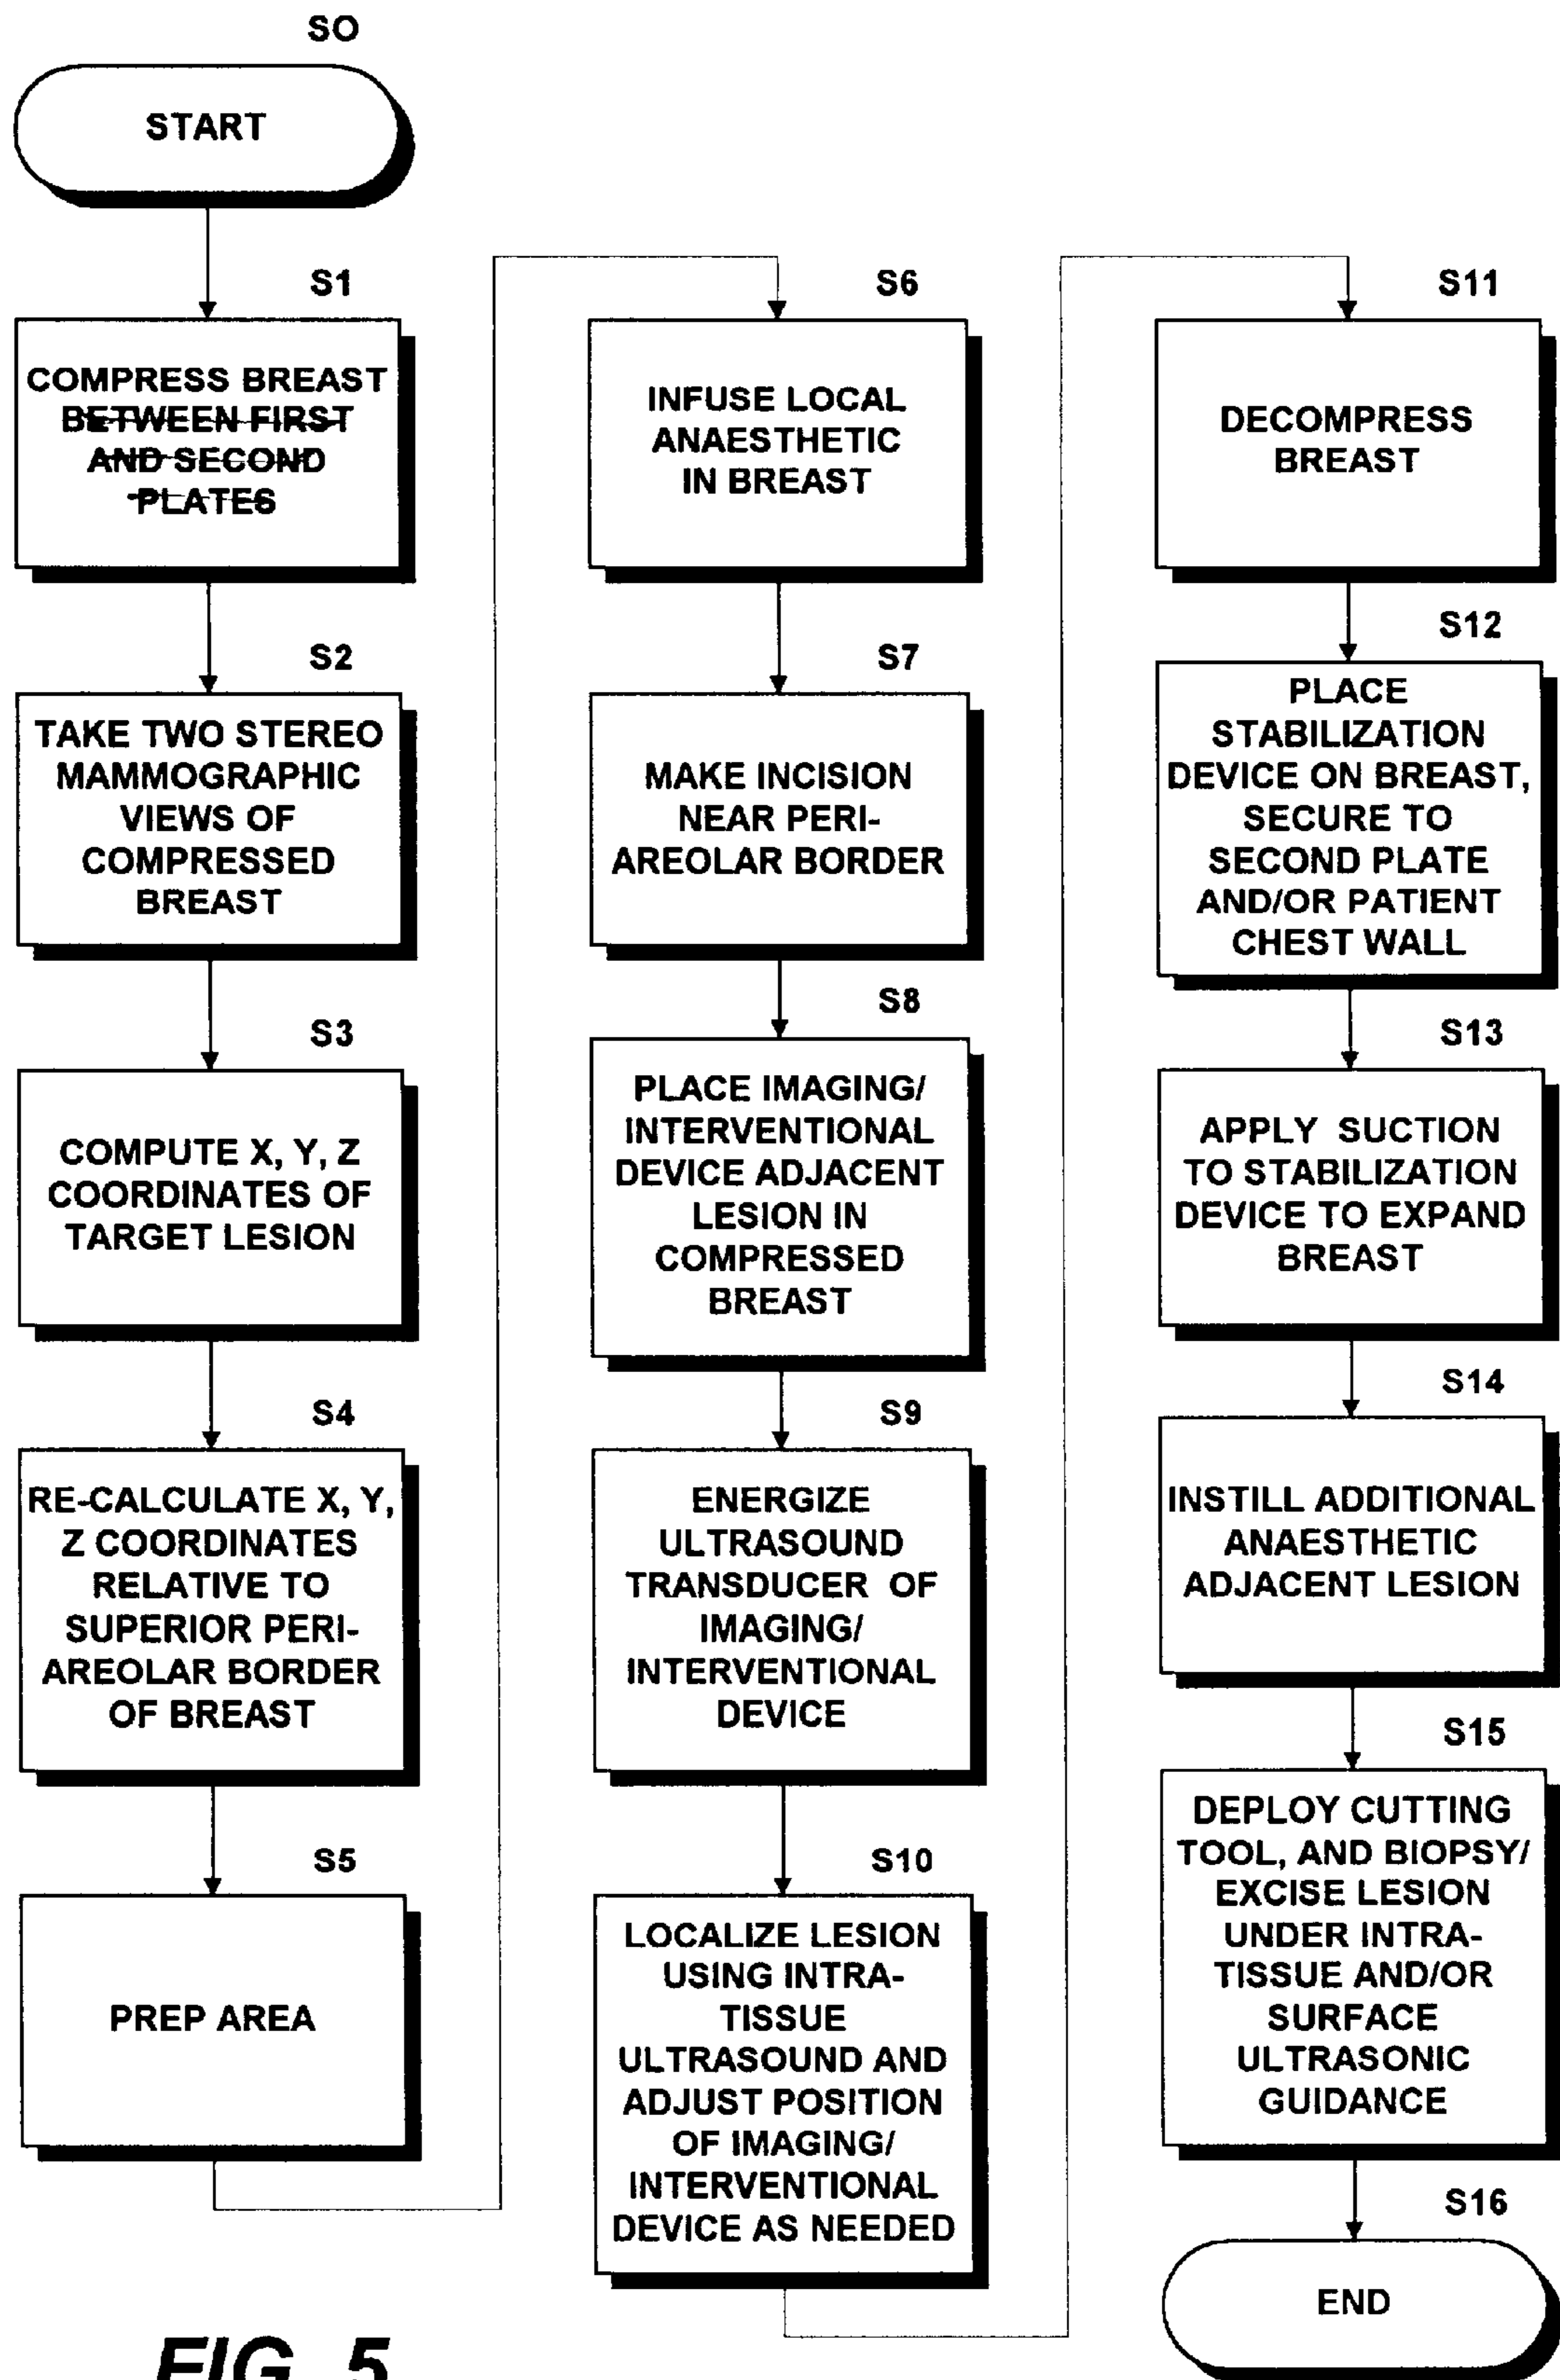 SO
START
S1
COMPRESS BREAST
BETWEEN FIRST
AND SECOND
PLATES
S2
TAKE TWO STEREO
MAMMOGRAPHIC
VIEWS OF
COMPRESSED
BREAST
S3
COMPUTE X, Y, Z
COORDINATES OF
TARGET LESION
S4
RE-CALCULATE X, Y,
Z COORDINATES
RELATIVE TO
SUPERIOR PERI-
AREOLAR BORDER
OF BREAST
S5
PREP AREA
S6
INFUSE LOCAL
ANAESTHETIC
IN BREAST
S7
MAKE INCISION
NEAR PERI-
AREOLAR BORDER
S8
PLACE IMAGING/
INTERVENTIONAL
DEVICE ADJACENT
LESION IN
COMPRESSED
BREAST
S9
ENERGIZE
ULTRASOUND
TRANSDUCER OF
IMAGING/
INTERVENTIONAL
DEVICE
S10
LOCALIZE LESION
USING INTRA-
TISSUE
ULTRASOUND AND
ADJUST POSITION
OF IMAGING/
INTERVENTIONAL
DEVICE AS NEEDED
S11
DECOMPRESS
BREAST
S12
PLACE
STABILIZATION
DEVICE ON BREAST,
SECURE TO
SECOND PLATE
AND/OR PATIENT
CHEST WALL
S13
APPLY SUCTION
TO STABILIZATION
DEVICE TO EXPAND
BREAST
S14
INSTILL ADDITIONAL
ANAESTHETIC
ADJACENT LESION
S15
DEPLOY CUTTING
TOOL, AND BIOPSY/
EXCISE LESION
UNDER INTRA-
TISSUE AND/OR
SURFACE
ULTRASONIC
GUIDANCE
S16
END
FIG. 5